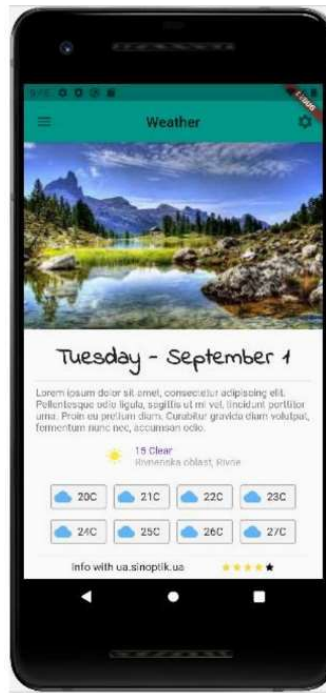 DEBUG
Weather
Tuesday - September 1
Lorem ipsum dolor sit amet, consectetur adipiscing elit.
Pellentesque odio ligula, sagittis ut mi vel, tincidunt porttitor
urna. Proin eu pretium diam. Curabitur gravida diam volutpat,
fermentum nunc nec, accumsan odio.
Clear
Rivnenska oblast, Rivne
20C 21C 22C 23C
24C 25C 26C 27C
Info with ua.sinoptik.ua